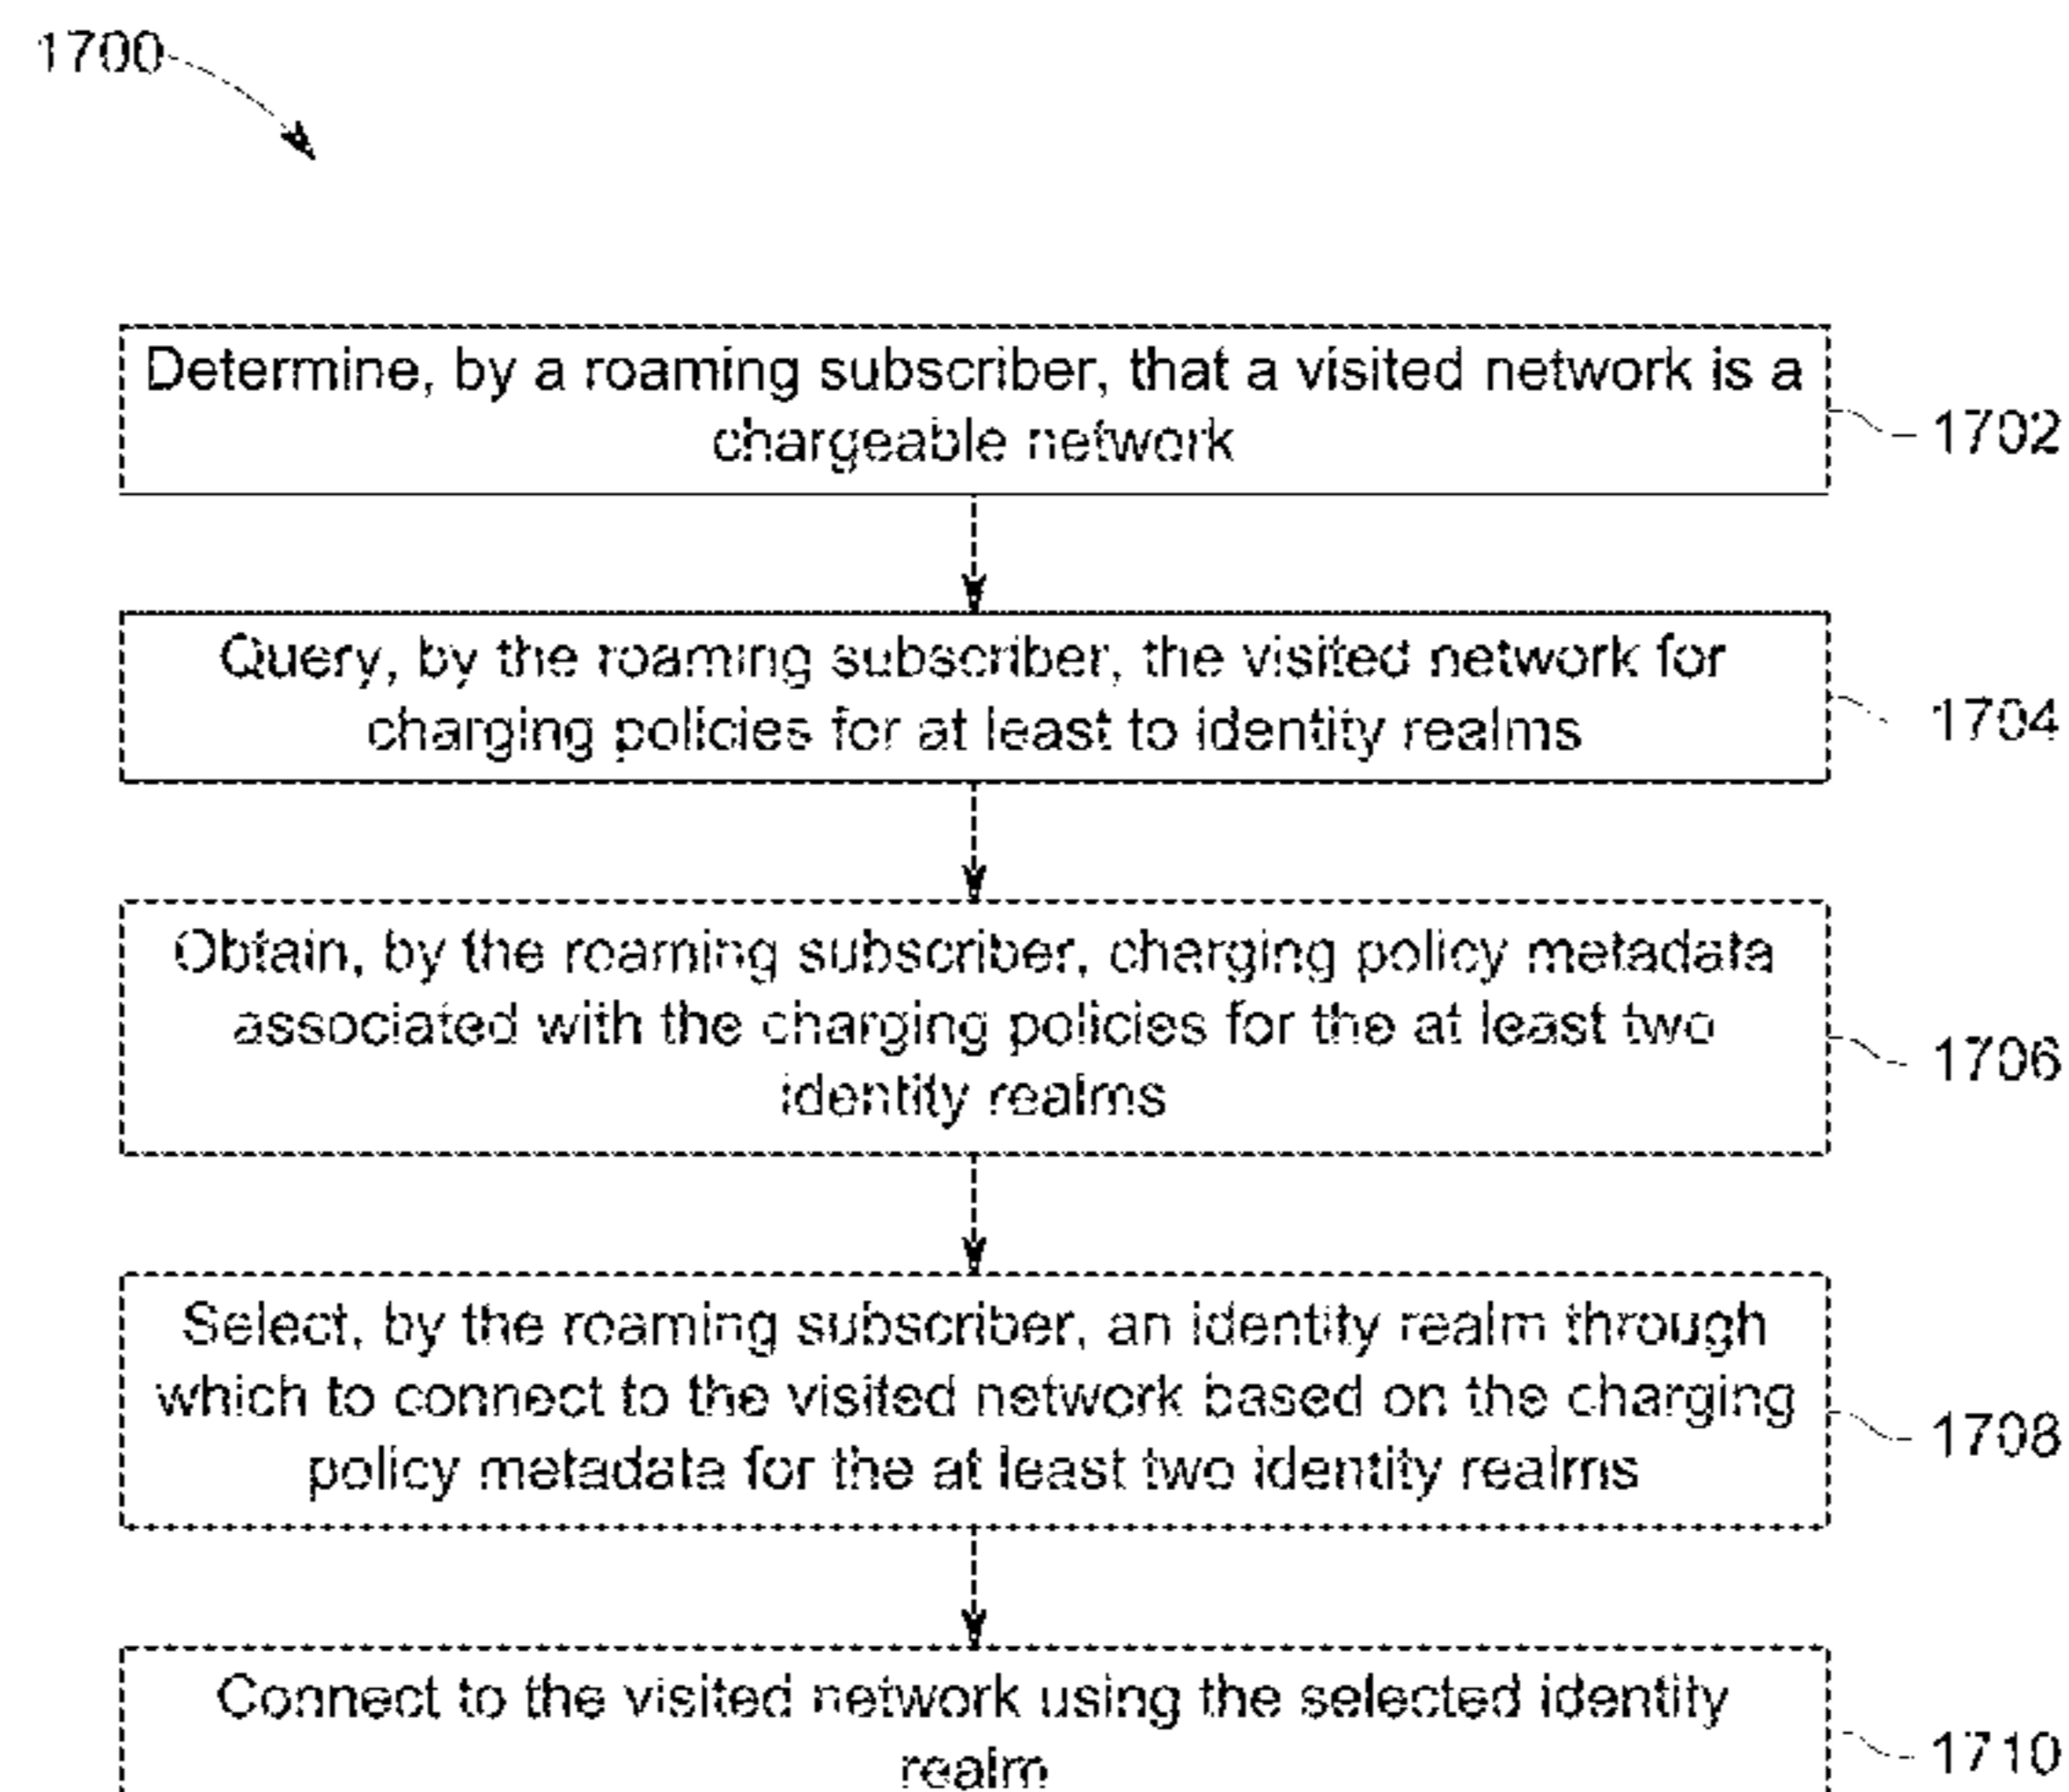 1700
Determine, by a roaming subscriber, that a visited network is a
chargeable network
1702
Query, by the roaming subscriber, the visited network for
charging policies for at least to identity realms
1704
Obtain, by the roaming subscriber, charging policy metadata
associated with the charging policies for the at least two
identity realms
1706
Select, by the roaming subscriber, an identity realm through
which to connect to the visited network based on the charging
policy metadata for the at least two identity realms
1708
Connect to the visited network using the selected identity
realm
1710